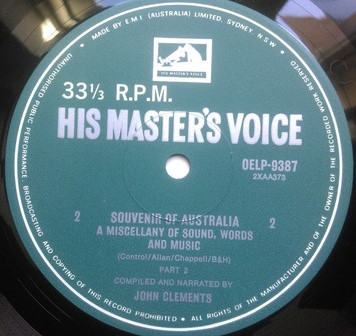 MADE BY E M I (AUSTRALIA) LIMITED, SYDNEY, N S W •
ALL RIGHTS OF THE MANUFACTURER AND OF THE OWNER OF THE RECORDED WORK RESERVED
UNAUTHORISED PUBLIC PERFORMANCE, BROADCASTING AND COPYING OF THIS RECORD PROHIBITED •
HIS MASTER'S VOICE
33⅓ R.P.M.
HIS MASTER'S VOICE
OELP-9387
2XAA373
2 SOUVENIR OF AUSTRALIA 2
A MISCELLANY OF SOUND, WORDS
AND MUSIC
(Control/Allan/Chappell/B&H)
PART 2
COMPILED AND NARRATED BY
JOHN CLEMENTS